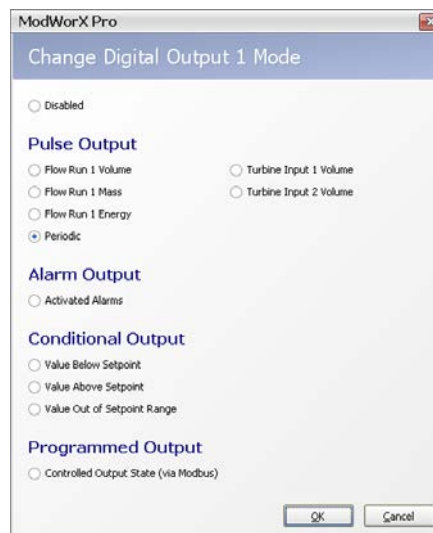 ModWorX Pro
Change Digital Output 1 Mode
Disabled
Pulse Output
Flow Run 1 Volume
Turbine Input 1 Volume
Flow Run 1 Mass
Turbine Input 2 Volume
Flow Run 1 Energy
Periodic
Alarm Output
Activated Alarms
Conditional Output
Value Below Setpoint
Value Above Setpoint
Value Out of Setpoint Range
Programmed Output
Controlled Output State (via Modbus)
OK
Cancel